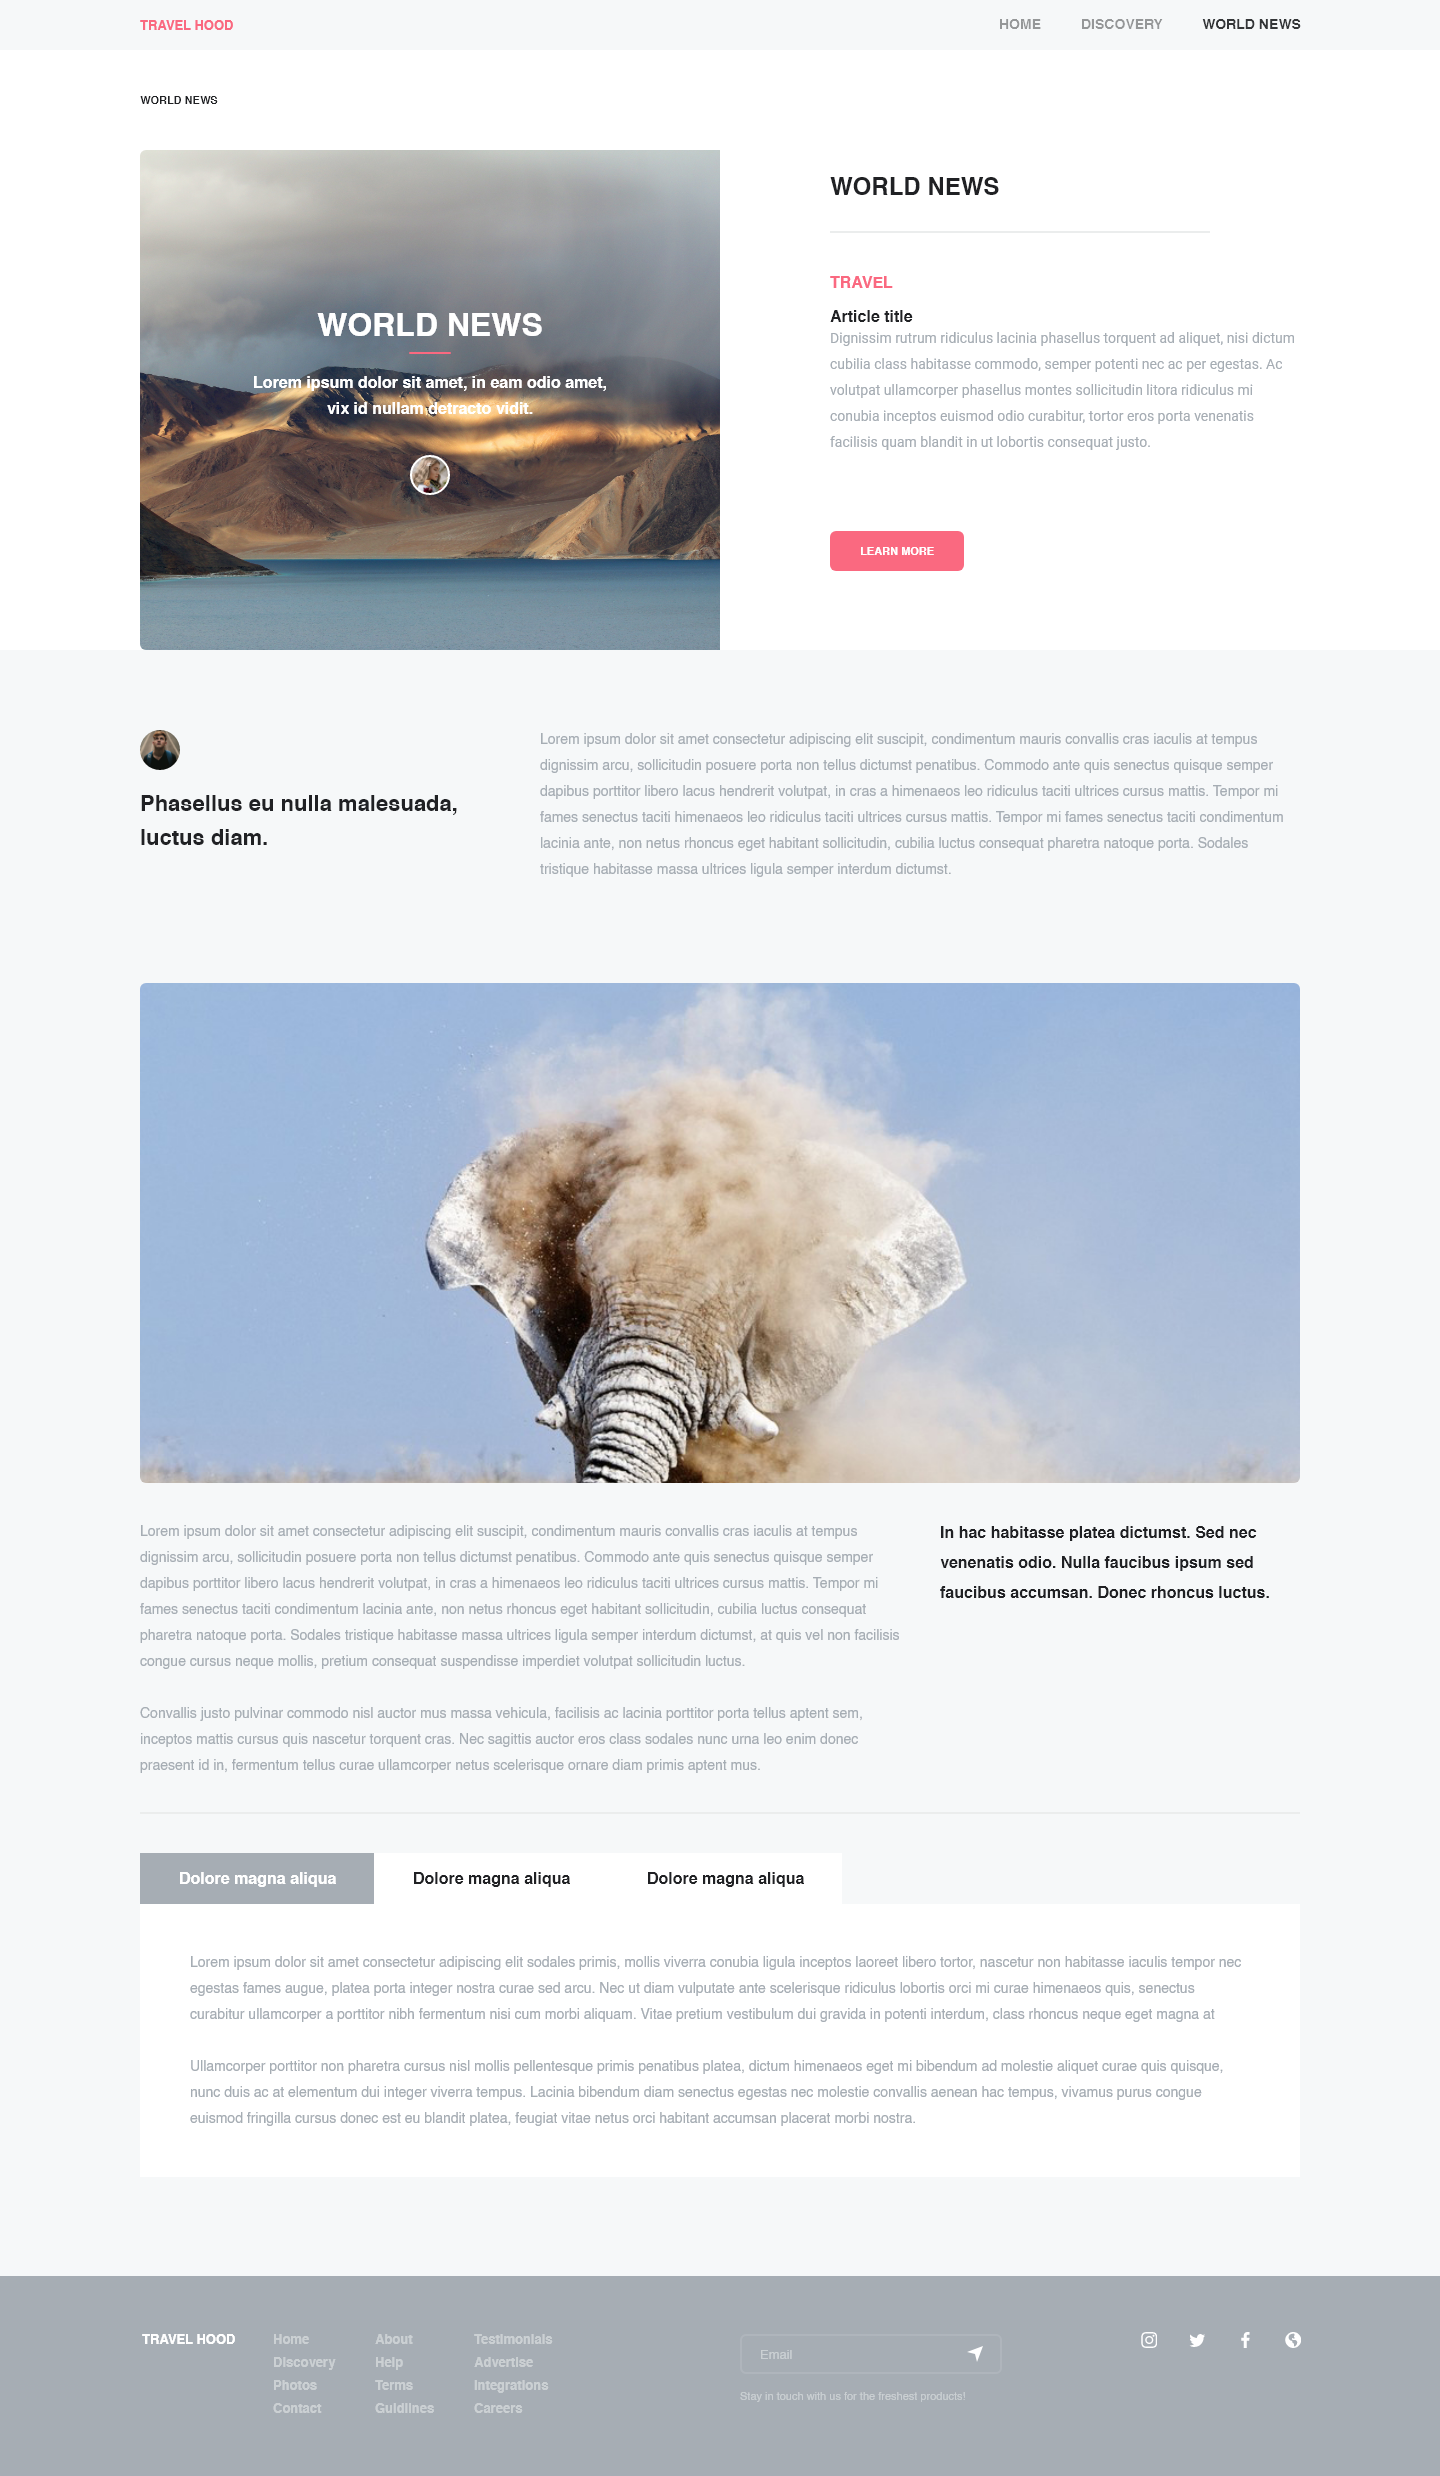 TRAVEL HOOD
HOME
DISCOVERY
WORLD NEWS
WORLD NEWS
WORLD NEWS
Lorem ipsum dolor sit amet, in eam odio amet,
vix id nullam detracto vidit.
WORLD NEWS
TRAVEL
Article title
Dignissim rutrum ridiculus lacinia phasellus torquent ad aliquet, nisi dictum
cubilia class habitasse commodo, semper potenti nec ac per egestas. Ac
volutpat ullamcorper phasellus montes sollicitudin litora ridiculus mi
conubia inceptos euismod odio curabitur, tortor eros porta venenatis
facilisis quam blandit in ut lobortis consequat justo.
LEARN MORE
Phasellus eu nulla malesuada,
luctus diam.
Lorem ipsum dolor sit amet consectetur adipiscing elit suscipit, condimentum mauris convallis cras iaculis at tempus
dignissim arcu, sollicitudin posuere porta non tellus dictumst penatibus. Commodo ante quis senectus quisque semper
dapibus porttitor libero lacus hendrerit volutpat, in cras a himenaeos leo ridiculus taciti ultrices cursus mattis. Tempor mi
fames senectus taciti himenaeos leo ridiculus taciti ultrices cursus mattis. Tempor mi fames senectus taciti condimentum
lacinia ante, non netus rhoncus eget habitant sollicitudin, cubilia luctus consequat pharetra natoque porta. Sodales
tristique habitasse massa ultrices ligula semper interdum dictumst.
Lorem ipsum dolor sit amet consectetur adipiscing elit suscipit, condimentum mauris convallis cras iaculis at tempus
dignissim arcu, sollicitudin posuere porta non tellus dictumst penatibus. Commodo ante quis senectus quisque semper
dapibus porttitor libero lacus hendrerit volutpat, in cras a himenaeos leo ridiculus taciti ultrices cursus mattis. Tempor mi
fames senectus taciti condimentum lacinia ante, non netus rhoncus eget habitant sollicitudin, cubilia luctus consequat
pharetra natoque porta. Sodales tristique habitasse massa ultrices ligula semper interdum dictumst, at quis vel non facilisis
congue cursus neque mollis, pretium consequat suspendisse imperdiet volutpat sollicitudin luctus.
Convallis justo pulvinar commodo nisl auctor mus massa vehicula, facilisis ac lacinia porttitor porta tellus aptent sem,
inceptos mattis cursus quis nascetur torquent cras. Nec sagittis auctor eros class sodales nunc urna leo enim donec
praesent id in, fermentum tellus curae ullamcorper netus scelerisque ornare diam primis aptent mus.
In hac habitasse platea dictumst. Sed nec
venenatis odio. Nulla faucibus ipsum sed
faucibus accumsan. Donec rhoncus luctus.
Dolore magna aliqua
Dolore magna aliqua
Dolore magna aliqua
Lorem ipsum dolor sit amet consectetur adipiscing elit sodales primis, mollis viverra conubia ligula inceptos laoreet libero tortor, nascetur non habitasse iaculis tempor nec
egestas fames augue, platea porta integer nostra curae sed arcu. Nec ut diam vulputate ante scelerisque ridiculus lobortis orci mi curae himenaeos quis, senectus
curabitur ullamcorper a porttitor nibh fermentum nisi cum morbi aliquam. Vitae pretium vestibulum dui gravida in potenti interdum, class rhoncus neque eget magna at
Ullamcorper porttitor non pharetra cursus nisl mollis pellentesque primis penatibus platea, dictum himenaeos eget mi bibendum ad molestie aliquet curae quis quisque,
nunc duis ac at elementum dui integer viverra tempus. Lacinia bibendum diam senectus egestas nec molestie convallis aenean hac tempus, vivamus purus congue
euismod fringilla cursus donec est eu blandit platea, feugiat vitae netus orci habitant accumsan placerat morbi nostra.
TRAVEL HOOD
Home
Discovery
Photos
Contact
About
Help
Terms
Guidlines
Testimonials
Advertise
Integrations
Careers
Email
Stay in touch with us for the freshest products!